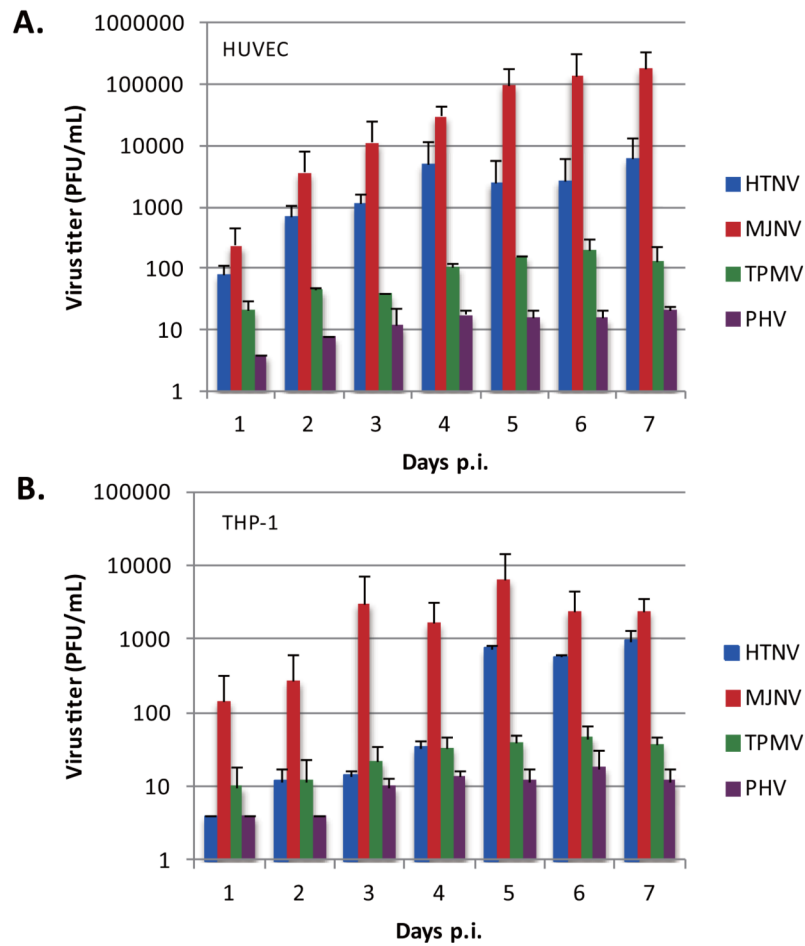 A.
HUVEC
Virus titer (PFU/mL)
1000000
100000
10000
1000
100
10
1
1 2 3 4 5 6 7
Days p.i.
HTNV
MJNV
TPMV
PHV
B.
THP-1
Virus titer (PFU/mL)
100000
10000
1000
100
10
1
1 2 3 4 5 6 7
Days p.i.
HTNV
MJNV
TPMV
PHV